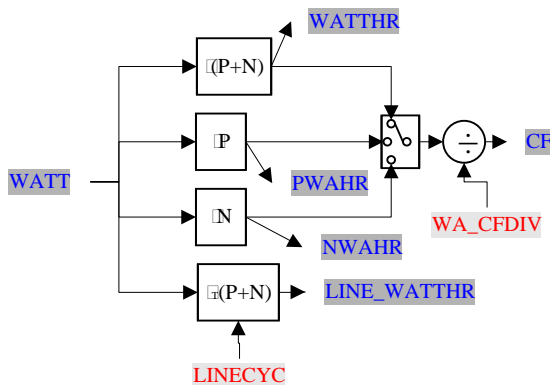 WATTHR
(P+N)
P
WATT
PWAHR
÷
CF
N
WA_CFDIV
NWAHR
T(P+N)
LINE_WATTHR
LINECYC